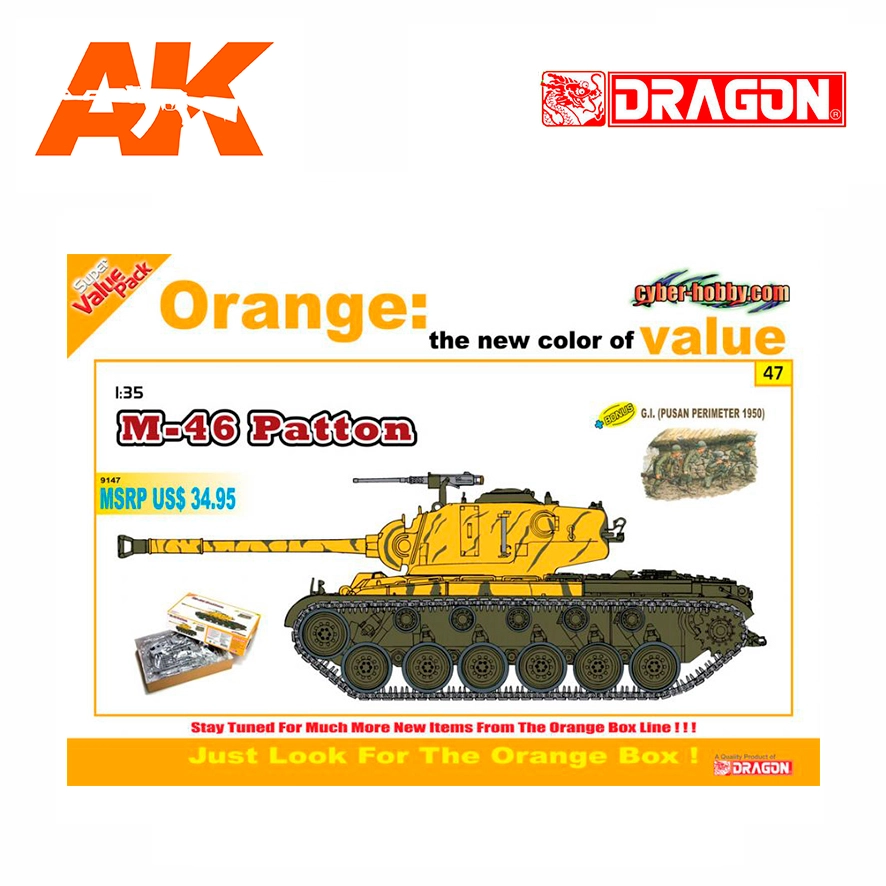 AK
DRAGON®
Super
Value Pack
Orange:
the new color of value
cyber-hobby.com
47
1:35
M-46 Patton
+BONUS
G.I. (PUSAN PERIMETER 1950)
9147
MSRP US$ 34.95
Stay Tuned For Much More New Items From The Orange Box Line ! ! !
Just Look For The Orange Box !
A Quality Product of
DRAGON